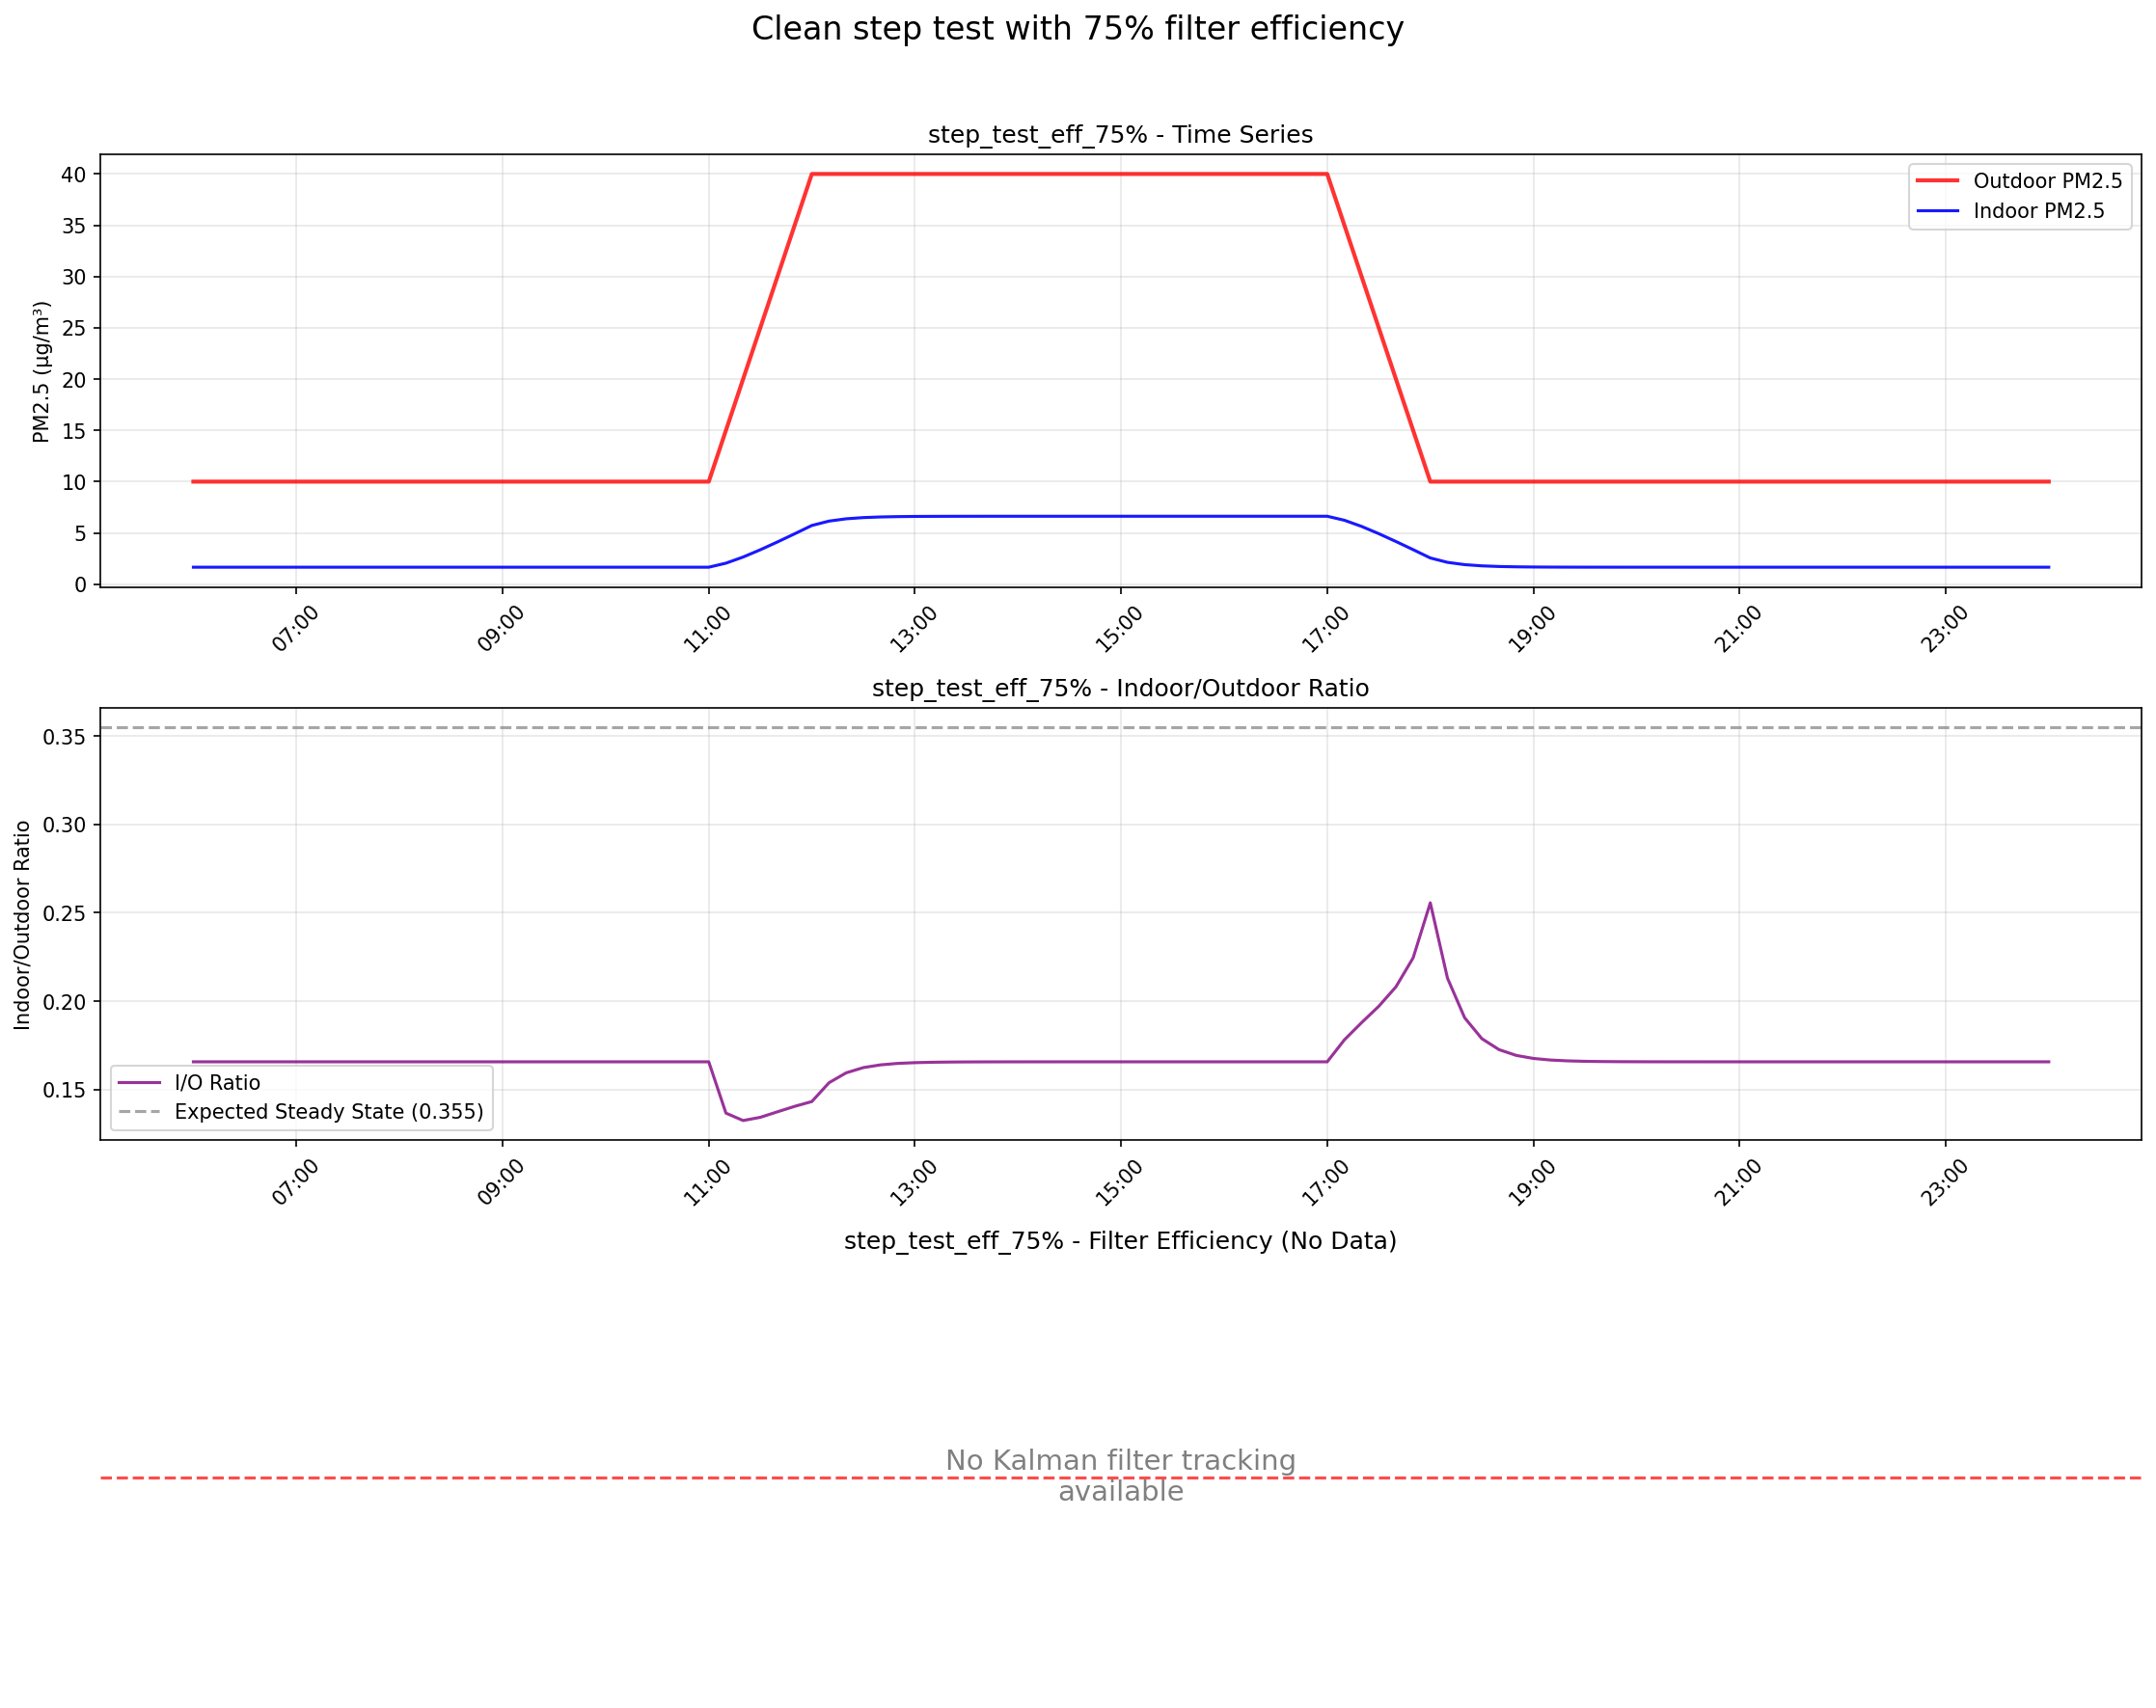 Clean step test with 75% filter efficiency
step_test_eff_75% - Time Series
PM2.5 (μg/m³)
40
35
30
25
20
15
10
5
0
Outdoor PM2.5
Indoor PM2.5
07:00
09:00
11:00
13:00
15:00
17:00
19:00
21:00
23:00
step_test_eff_75% - Indoor/Outdoor Ratio
Indoor/Outdoor Ratio
0.35
0.30
0.25
0.20
0.15
I/O Ratio
Expected Steady State (0.355)
07:00
09:00
11:00
13:00
15:00
17:00
19:00
21:00
23:00
step_test_eff_75% - Filter Efficiency (No Data)
No Kalman filter tracking
available